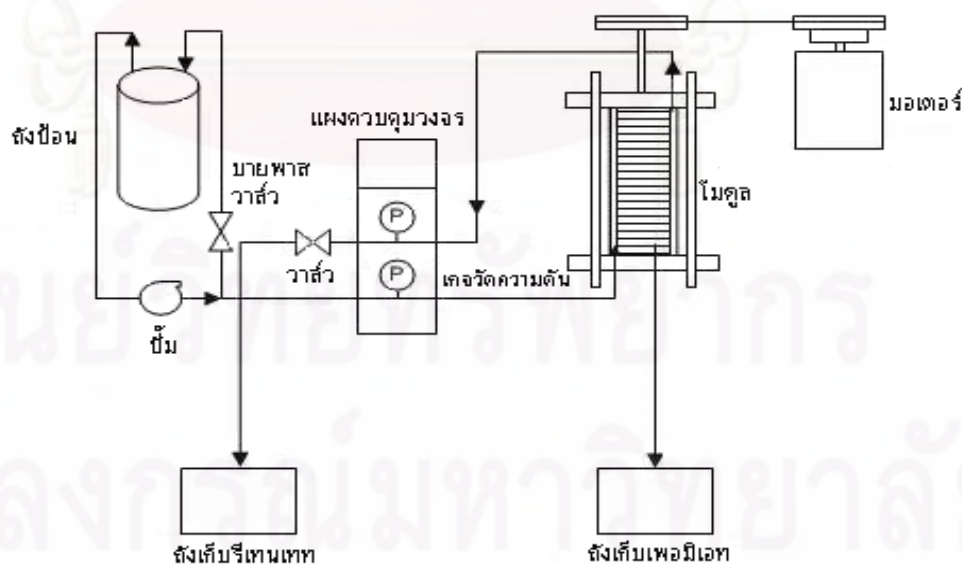 มอเตอร์
แผงควบคุมวงจร
ถังป้อน
บายพาส
วาล์ว
โมดูล
P
วาล์ว
P
เกจวัดความดัน
ปั๊ม
ถังเก็บรีเทนเทท
ถังเก็บเพอมิเอท